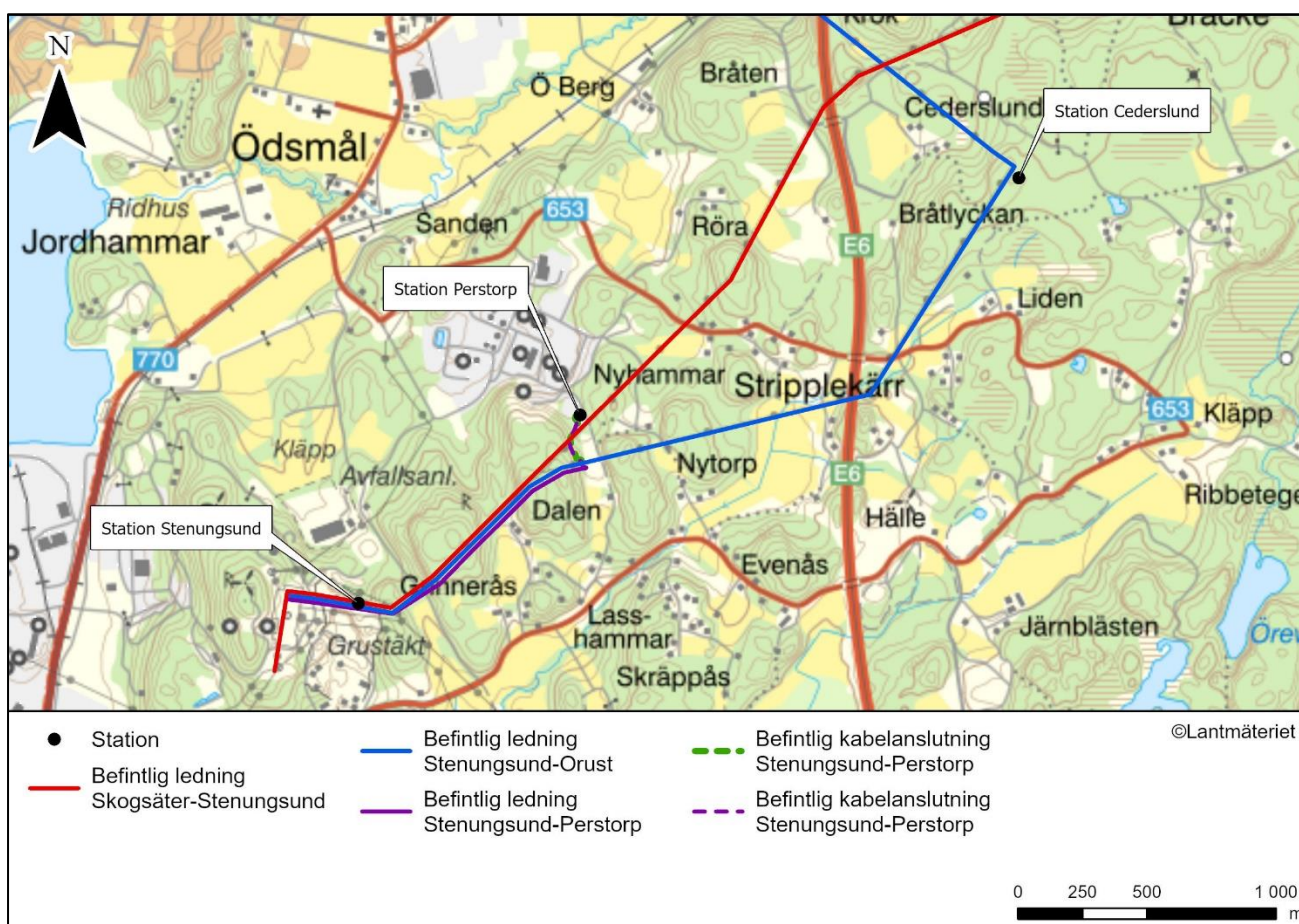 N
Krok
Bräcke
Bråten
Ö Berg
Cederslund
Station Cederslund
Ödsmål
Ridhus
Jordhammar
Sanden
653
Röra
E6
Bråtlyckan
Station Perstorp
Liden
770
Nyhammar
Stripplekärr
653
Kläpp
Kläpp
Avfallsanl.
Nytorp
E6
Ribbetege
Dalen
Hälle
Station Stenungsund
Gunnerås
Evenås
Lass-
hammar
Grustäkt
Järnblästen
Skräppås
Station
Befintlig ledning
Skogsäter-Stenungsund
Befintlig ledning
Stenungsund-Orust
Befintlig ledning
Stenungsund-Perstorp
Befintlig kabelanslutning
Stenungsund-Perstorp
Befintlig kabelanslutning
Stenungsund-Perstorp
©Lantmäteriet
0 250 500 1 000
m